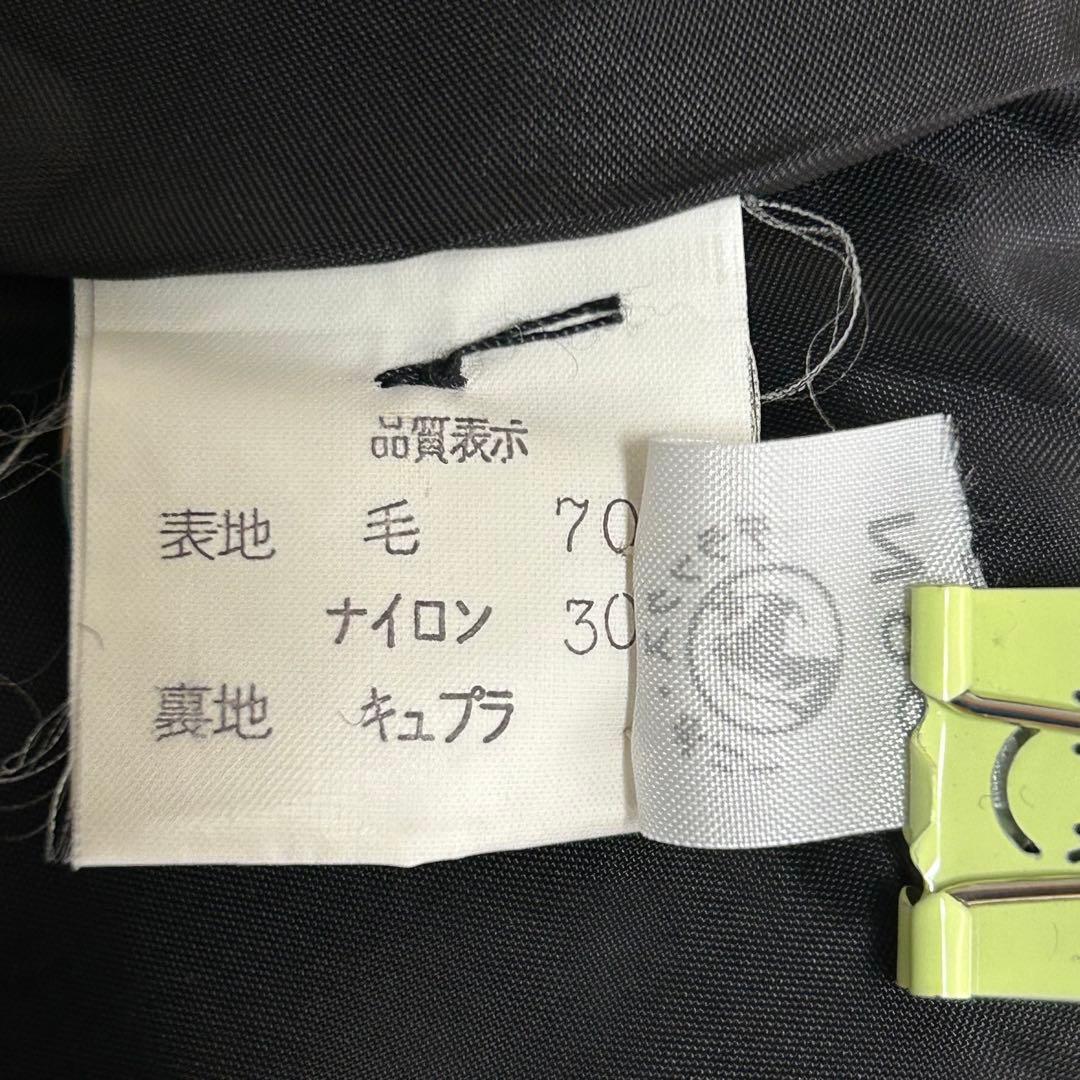 品質表示
表地 毛 70
ナイロン 30
裏地 キュプラ